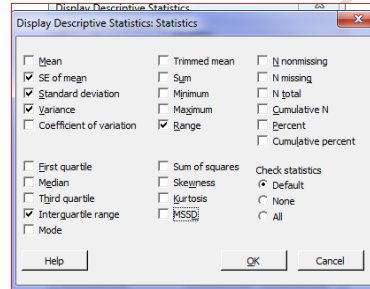 Display Descriptive Statistics
Display Descriptive Statistics: Statistics
Mean
SE of mean
Standard deviation
Variance
Coefficient of variation
Trimmed mean
Sum
Minimum
Maximum
Range
N nonmissing
N missing
N total
Cumulative N
Percent
Cumulative percent
First quartile
Median
Third quartile
Interquartile range
Mode
Sum of squares
Skewness
Kurtosis
MSSD
Check statistics
Default
None
All
Help
OK
Cancel